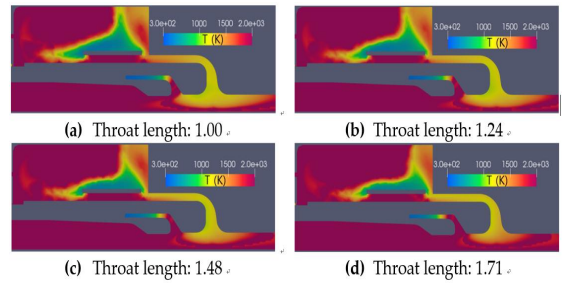 3.0e+02 1000 1500 2.0e+03
T (K)
3.0e+02 1000 1500 2.0e+03
T (K)
(a) Throat length: 1.00
(b) Throat length: 1.24
3.0e+02 1000 1500 2.0e+03
T (K)
3.0e+02 1000 1500 2.0e+03
T (K)
(c) Throat length: 1.48
(d) Throat length: 1.71